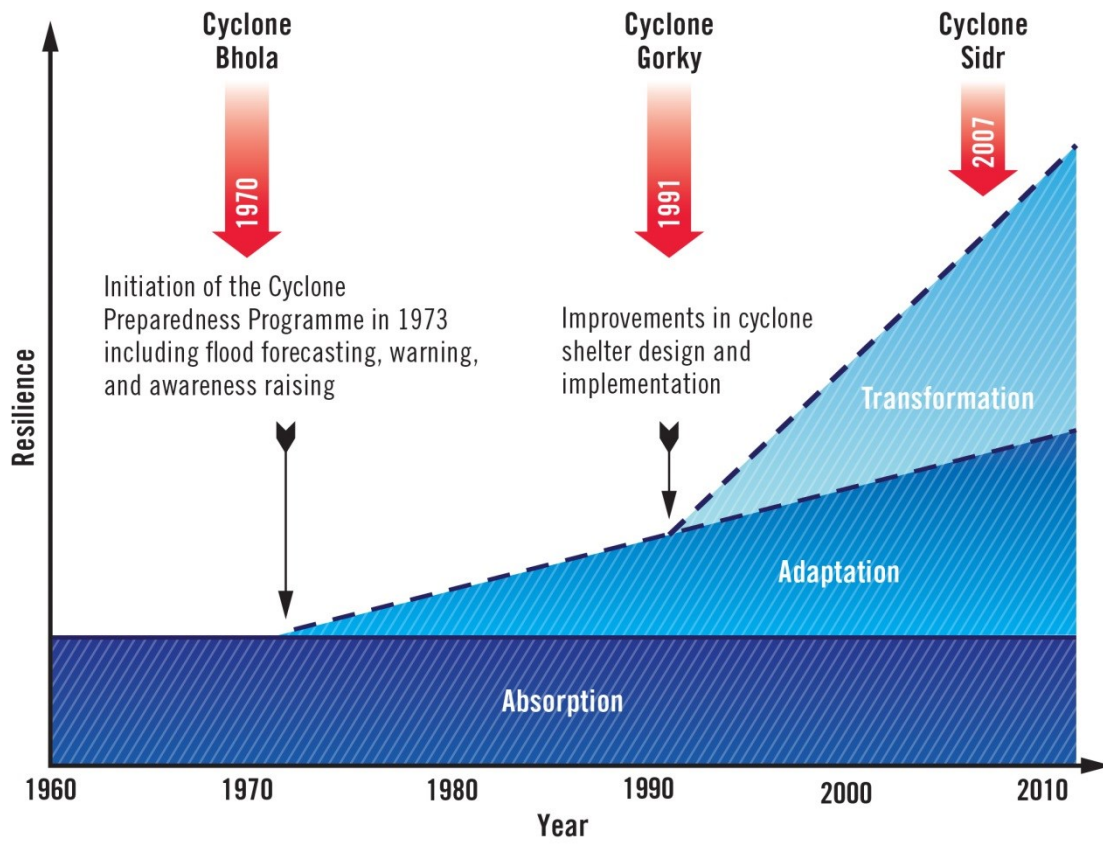 Cyclone
Bhola
Cyclone
Gorky
Cyclone
Sidr
1970
1991
2007
Initiation of the Cyclone
Preparedness Programme in 1973
including flood forecasting, warning,
and awareness raising
Improvements in cyclone
shelter design and
implementation
Resilience
Transformation
Adaptation
Absorption
1960 1970 1980 1990 2000 2010
Year